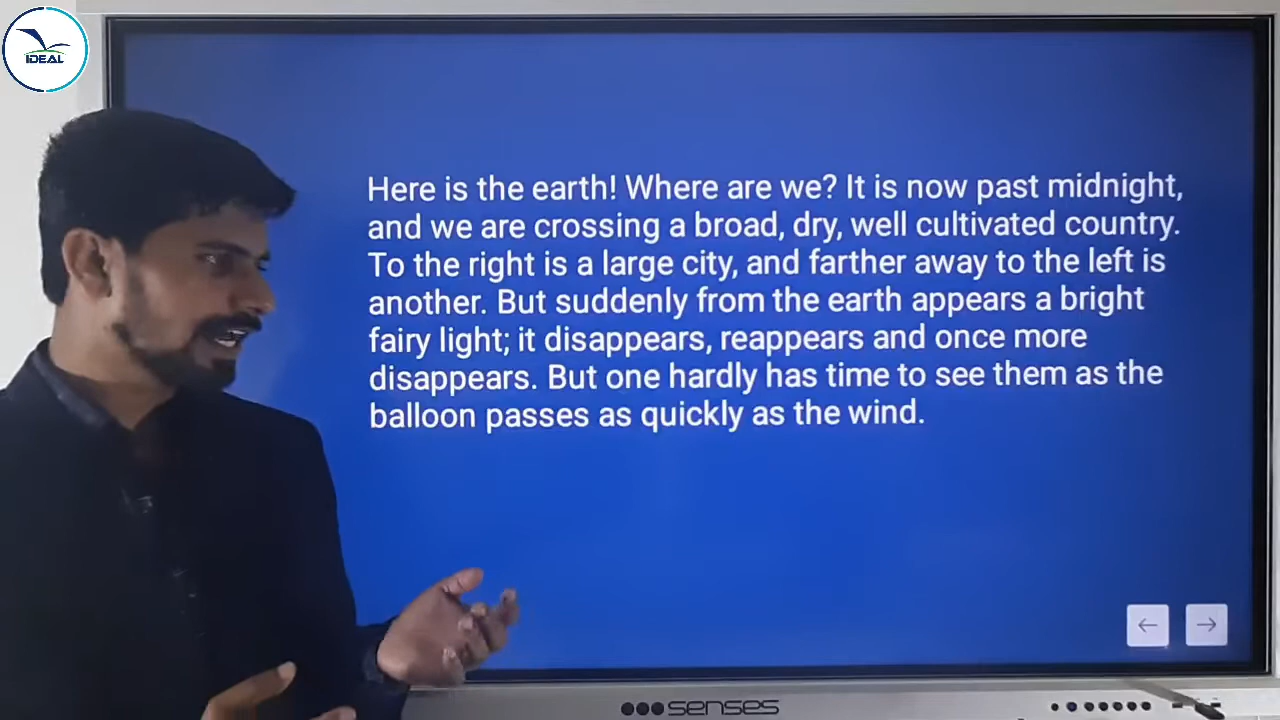 IDEAL
Here is the earth! Where are we? It is now past midnight,
and we are crossing a broad, dry, well cultivated country.
To the right is a large city, and farther away to the left is
another. But suddenly from the earth appears a bright
fairy light; it disappears, reappears and once more
disappears. But one hardly has time to see them as the
balloon passes as quickly as the wind.
senses